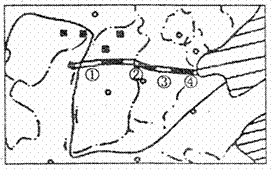 ① ② ③ ④